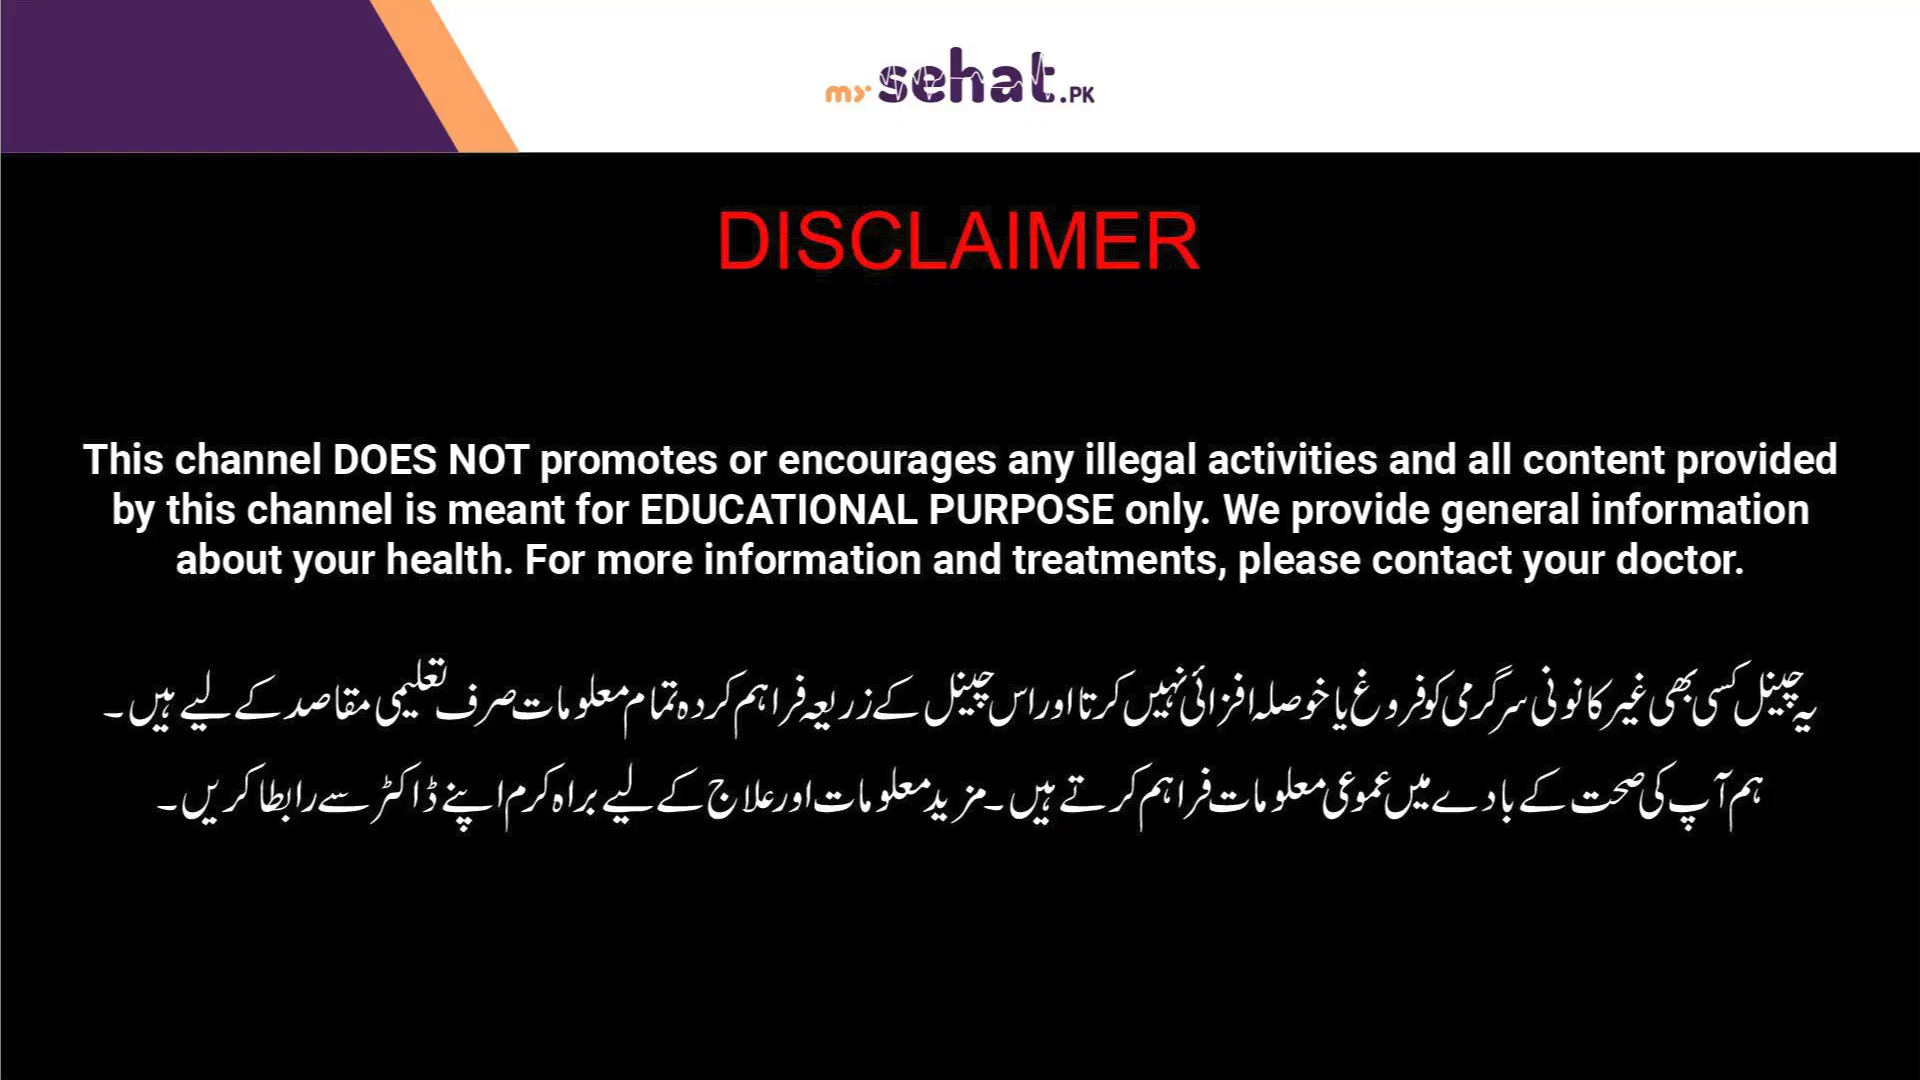 my sehat.PK
DISCLAIMER
This channel DOES NOT promotes or encourages any illegal activities and all content provided
by this channel is meant for EDUCATIONAL PURPOSE only. We provide general information
about your health. For more information and treatments, please contact your doctor.
یہ چینل کسی بھی غیر کانونی سرگرمی کو فروغ یا خوصلہ افزائی نہیں کرتا اور اس چینل کے زریعہ فراہم کردہ تمام معلومات صرف تعلیمی مقاصد کے لیے ہیں۔
ہم آپ کی صحت کے بادے میں عموعی معلومات فراہم کرتے ہیں۔ مزید معلومات اور علاج کے لیے براہ کرم اپنے ڈاکٹر سے رابطا کریں۔